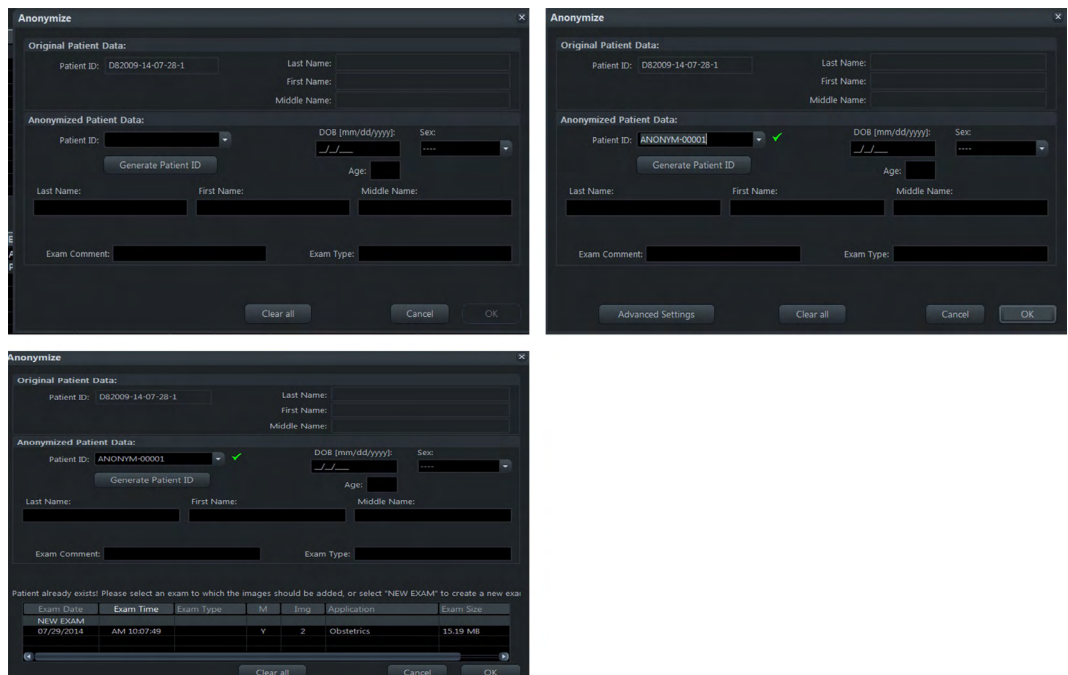 Anonymize
Original Patient Data:
Patient ID: D82009-14-07-28-1 Last Name:
First Name:
Middle Name:
Anonymized Patient Data:
Patient ID: DOB [mm/dd/yyyy]: Sex:
_/_/___ ----
Generate Patient ID Age:
Last Name: First Name: Middle Name:
Exam Comment: Exam Type:
Clear all Cancel OK
Anonymize
Original Patient Data:
Patient ID: D82009-14-07-28-1 Last Name:
First Name:
Middle Name:
Anonymized Patient Data:
Patient ID: ANONYM-00001 DOB [mm/dd/yyyy]: Sex:
_/_/___ ----
Generate Patient ID Age:
Last Name: First Name: Middle Name:
Exam Comment: Exam Type:
Advanced Settings Clear all Cancel OK
Anonymize
Original Patient Data:
Patient ID: D82009-14-07-28-1 Last Name:
First Name:
Middle Name:
Anonymized Patient Data:
Patient ID: ANONYM-00001 DOB [mm/dd/yyyy]: Sex:
_/_/___ ----
Generate Patient ID Age:
Last Name: First Name: Middle Name:
Exam Comment: Exam Type:
Patient already exists! Please select an exam to which the images should be added, or select "NEW EXAM" to create a new exa
Exam Date Exam Time Exam Type M Img Application Exam Size
NEW EXAM
07/29/2014 AM 10:07:49 Y 2 Obstetrics 15.19 MB
Clear all Cancel OK